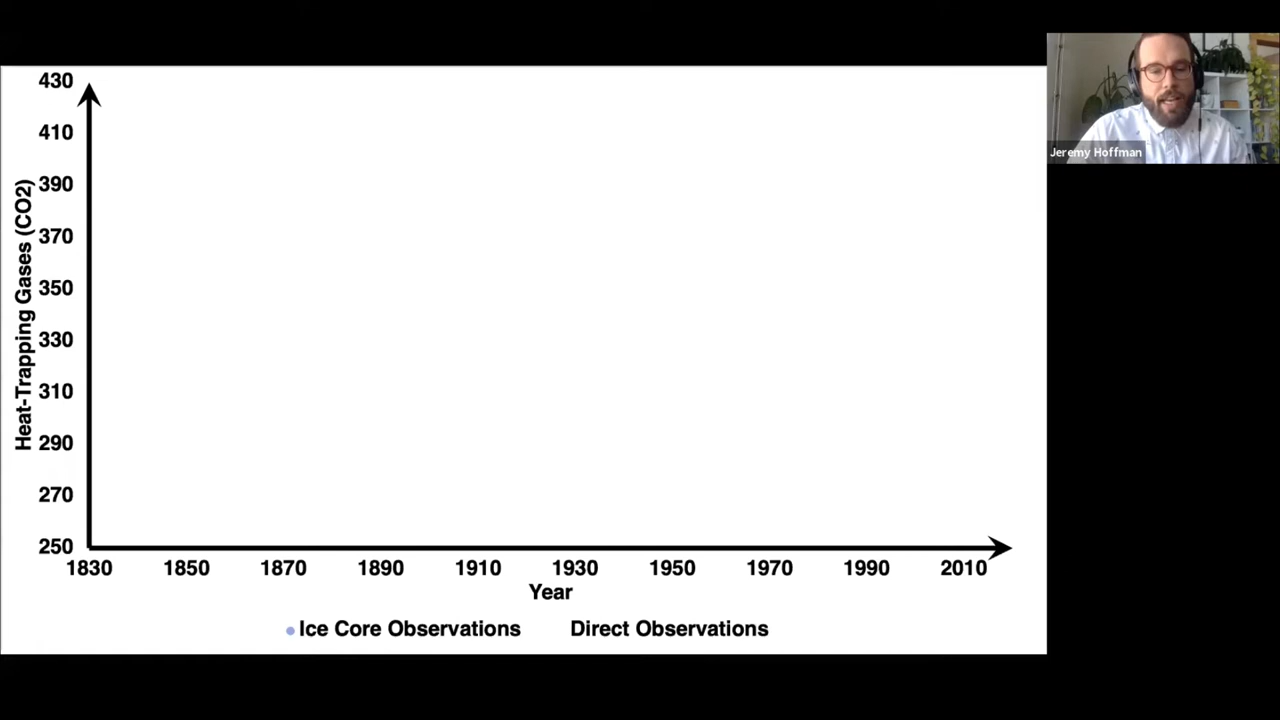 430
410
390
370
350
330
310
290
270
250
Heat-Trapping Gases (CO2)
1830 1850 1870 1890 1910 1930 1950 1970 1990 2010
Year
Ice Core Observations Direct Observations
Jeremy Hoffman